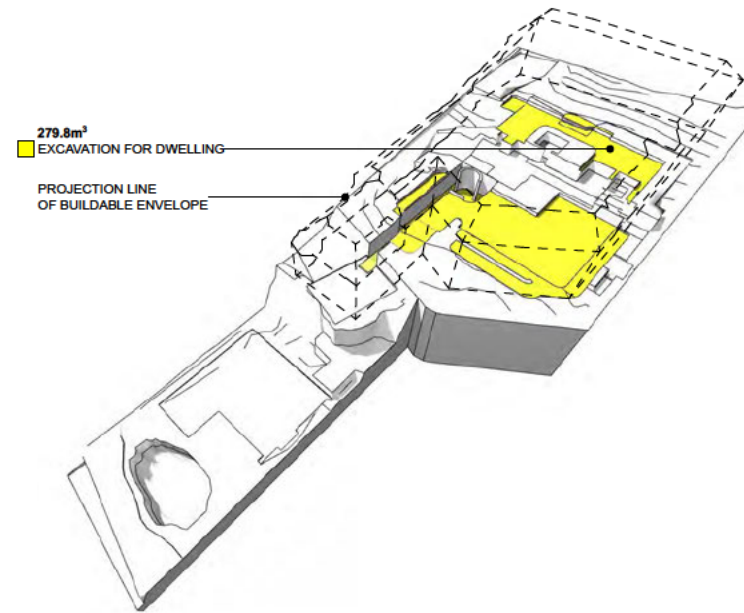 279.8m³
EXCAVATION FOR DWELLING
PROJECTION LINE
OF BUILDABLE ENVELOPE